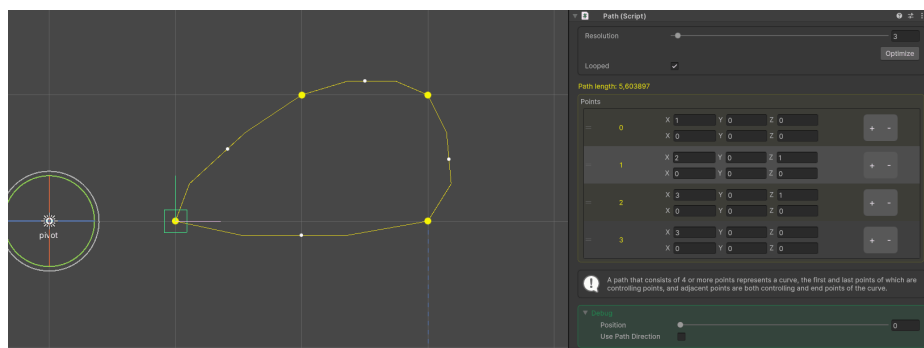 Path (Script)
Resolution 3
Optimize
Looped
Path length: 5,603897
Points
0 X 1 Y 0 Z 0 + -
X 0 Y 0 Z 0
1 X 2 Y 0 Z 1 + -
X 0 Y 0 Z 0
2 X 3 Y 0 Z 1 + -
X 0 Y 0 Z 0
3 X 3 Y 0 Z 0 + -
X 0 Y 0 Z 0
A path that consists of 4 or more points represents a curve, the first and last points of which are
controlling points, and adjacent points are both controlling and end points of the curve.
Debug
Position 0
Use Path Direction
pivot